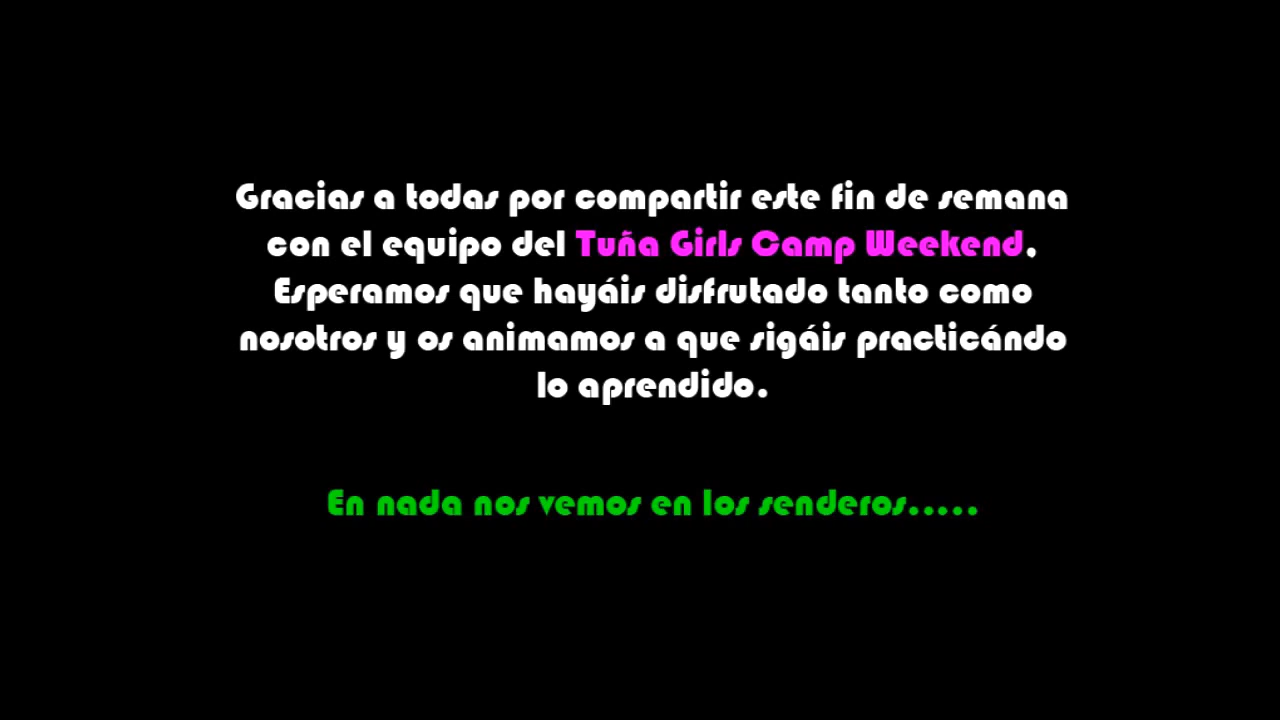 Gracias a todas por compartir este fin de semana
con el equipo del Tuña Girls Camp Weekend,
Esperamos que hayáis disfrutado tanto como
nosotros y os animamos a que sigáis practicándo
lo aprendido.
En nada nos vemos en los senderos.....